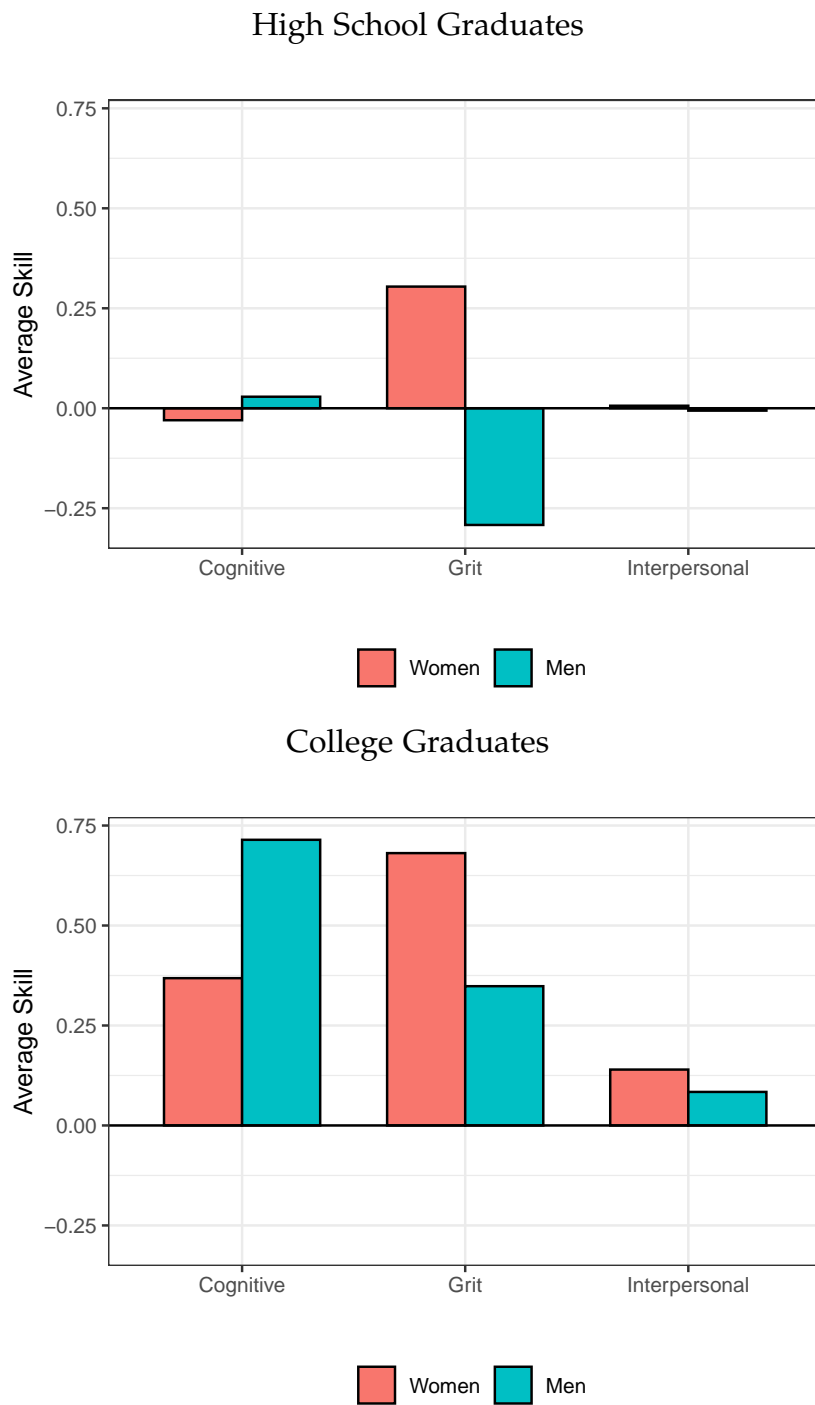 High School Graduates
0.75
0.50
0.25
0.00
−0.25
Average Skill
Cognitive Grit Interpersonal
Women Men
College Graduates
0.75
0.50
0.25
0.00
−0.25
Average Skill
Cognitive Grit Interpersonal
Women Men